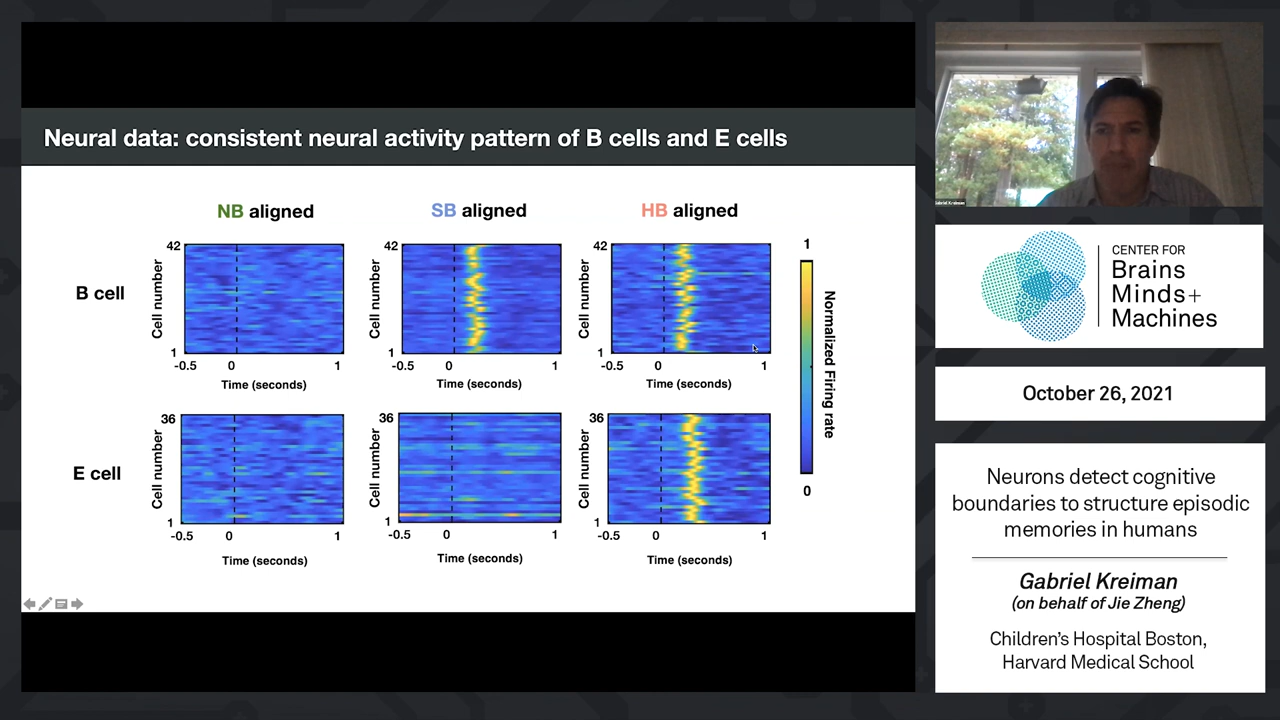 Neural data: consistent neural activity pattern of B cells and E cells
NB aligned
SB aligned
HB aligned
B cell
Cell number
42
1
-0.5
0
1
Time (seconds)
Cell number
42
1
-0.5
0
1
Time (seconds)
Cell number
42
1
-0.5
0
1
Time (seconds)
1
0
Normalized Firing rate
E cell
Cell number
36
1
-0.5
0
1
Time (seconds)
Cell number
36
1
-0.5
0
1
Time (seconds)
Cell number
36
1
-0.5
0
1
Time (seconds)
Gabriel Kreiman
CENTER FOR
Brains
Minds+
Machines
October 26, 2021
Neurons detect cognitive
boundaries to structure episodic
memories in humans
Gabriel Kreiman
(on behalf of Jie Zheng)
Children's Hospital Boston,
Harvard Medical School